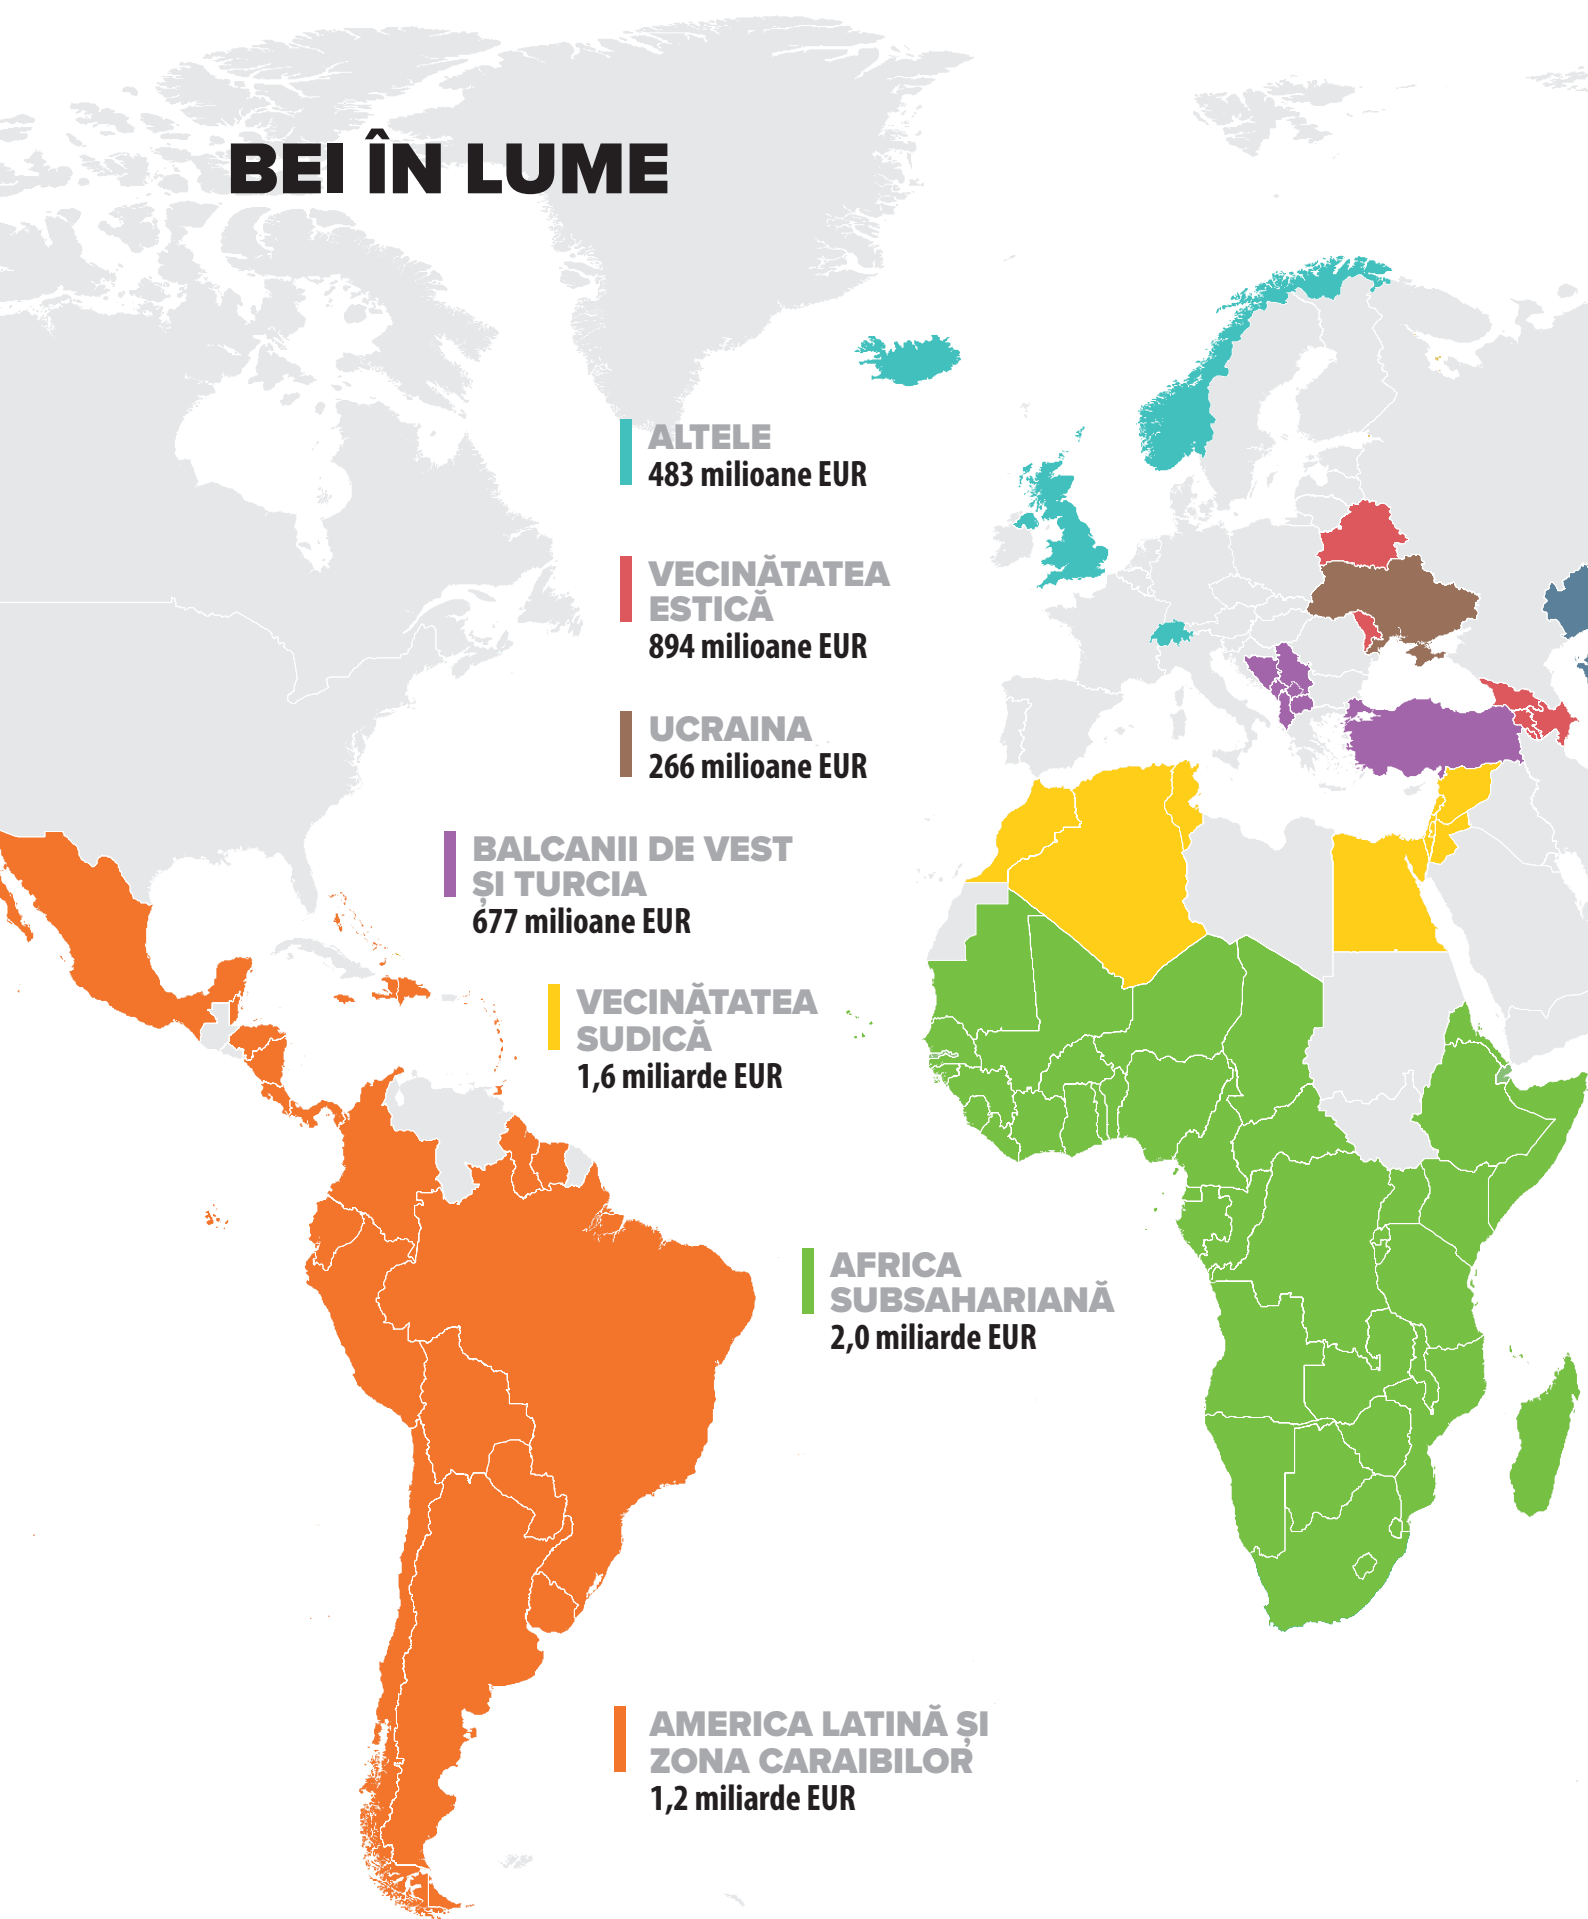 BEI ÎN LUME
ALTELE
483 milioane EUR
VECINĂTATEA
ESTICĂ
894 milioane EUR
UCRAINA
266 milioane EUR
BALCANII DE VEST
ȘI TURCIA
677 milioane EUR
VECINĂTATEA
SUDICĂ
1,6 miliarde EUR
AFRICA
SUBSAHARIANĂ
2,0 miliarde EUR
AMERICA LATINĂ ȘI
ZONA CARAIBILOR
1,2 miliarde EUR